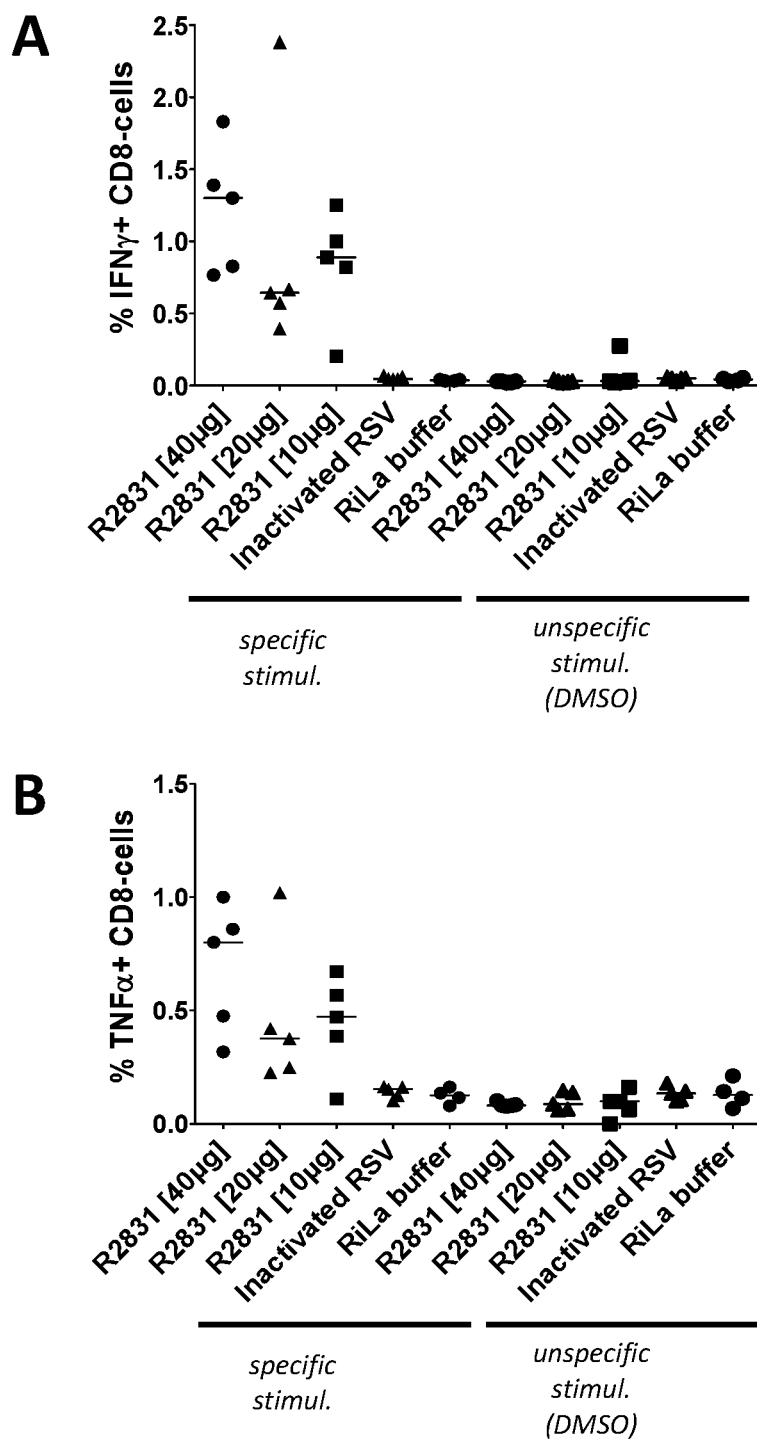 A
% IFNγ+ CD8-cells
2.5
2.0
1.5
1.0
0.5
0.0
R2831 [40µg]
R2831 [20µg]
R2831 [10µg]
Inactivated RSV
RiLa buffer
R2831 [40µg]
R2831 [20µg]
R2831 [10µg]
Inactivated RSV
RiLa buffer
specific
stimul.
unspecific
stimul.
(DMSO)
B
% TNFα+ CD8-cells
1.5
1.0
0.5
0.0
R2831 [40µg]
R2831 [20µg]
R2831 [10µg]
Inactivated RSV
RiLa buffer
R2831 [40µg]
R2831 [20µg]
R2831 [10µg]
Inactivated RSV
RiLa buffer
specific
stimul.
unspecific
stimul.
(DMSO)